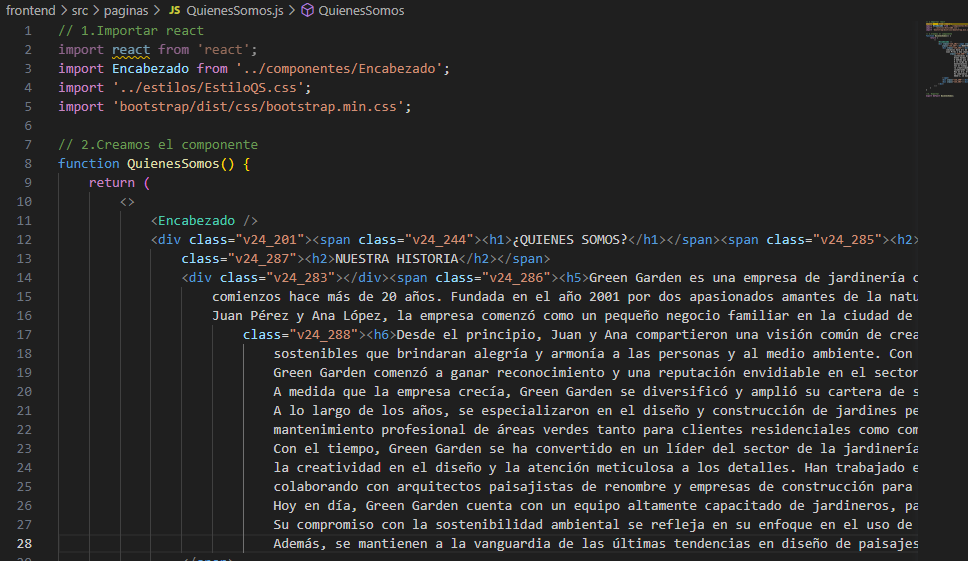 frontend > src > paginas > JS QuienesSomos.js > QuienesSomos
1 // 1.Importar react
2 import react from 'react';
3 import Encabezado from '../componentes/Encabezado';
4 import '../estilos/EstiloQS.css';
5 import 'bootstrap/dist/css/bootstrap.min.css';
6
7 // 2.Creamos el componente
8 function QuienesSomos() {
9 return (
10 <>
11 <Encabezado />
12 <div class="v24_201"><span class="v24_244"><h1>¿QUIENES SOMOS?</h1></span><span class="v24_285"><h2>
13 class="v24_287"><h2>NUESTRA HISTORIA</h2></span>
14 <div class="v24_283"></div><span class="v24_286"><h5>Green Garden es una empresa de jardinería
15 comienzos hace más de 20 años. Fundada en el año 2001 por dos apasionados amantes de la natu
16 Juan Pérez y Ana López, la empresa comenzó como un pequeño negocio familiar en la ciudad de
17 class="v24_288"><h6>Desde el principio, Juan y Ana compartieron una visión común de crea
18 sostenibles que brindaran alegría y armonía a las personas y al medio ambiente. Con
19 Green Garden comenzó a ganar reconocimiento y una reputación envidiable en el sector
20 A medida que la empresa crecía, Green Garden se diversificó y amplió su cartera de s
21 A lo largo de los años, se especializaron en el diseño y construcción de jardines pe
22 mantenimiento profesional de áreas verdes tanto para clientes residenciales como com
23 Con el tiempo, Green Garden se ha convertido en un líder del sector de la jardinería
24 la creatividad en el diseño y la atención meticulosa a los detalles. Han trabajado e
25 colaborando con arquitectos paisajistas de renombre y empresas de construcción para
26 Hoy en día, Green Garden cuenta con un equipo altamente capacitado de jardineros, pa
27 Su compromiso con la sostenibilidad ambiental se refleja en su enfoque en el uso de
28 Además, se mantienen a la vanguardia de las últimas tendencias en diseño de paisajes